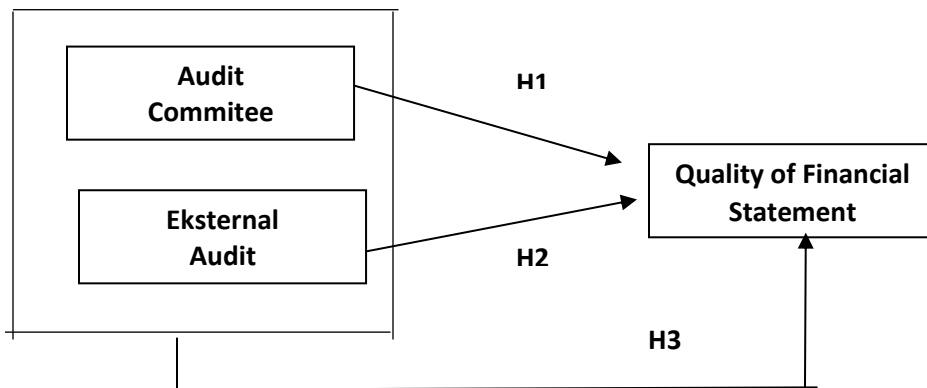 Audit
Commitee
H1
Quality of Financial
Statement
Eksternal
Audit
H2
H3